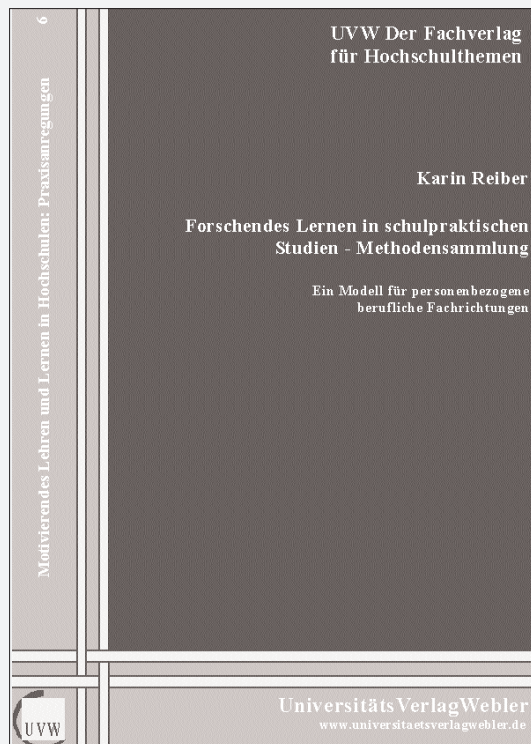 UVW Der Fachverlag
für Hochschulthemen
Karin Reiber
Forschendes Lernen in schulpraktischen
Studien - Methodensammlung
Ein Modell für personenbezogene
berufliche Fachrichtungen
Motivierendes Lehren und Lernen in Hochschulen: Praxisanregungen 6
UVW
UniversitätsVerlagWebler
www.universitaetsverlagwebler.de